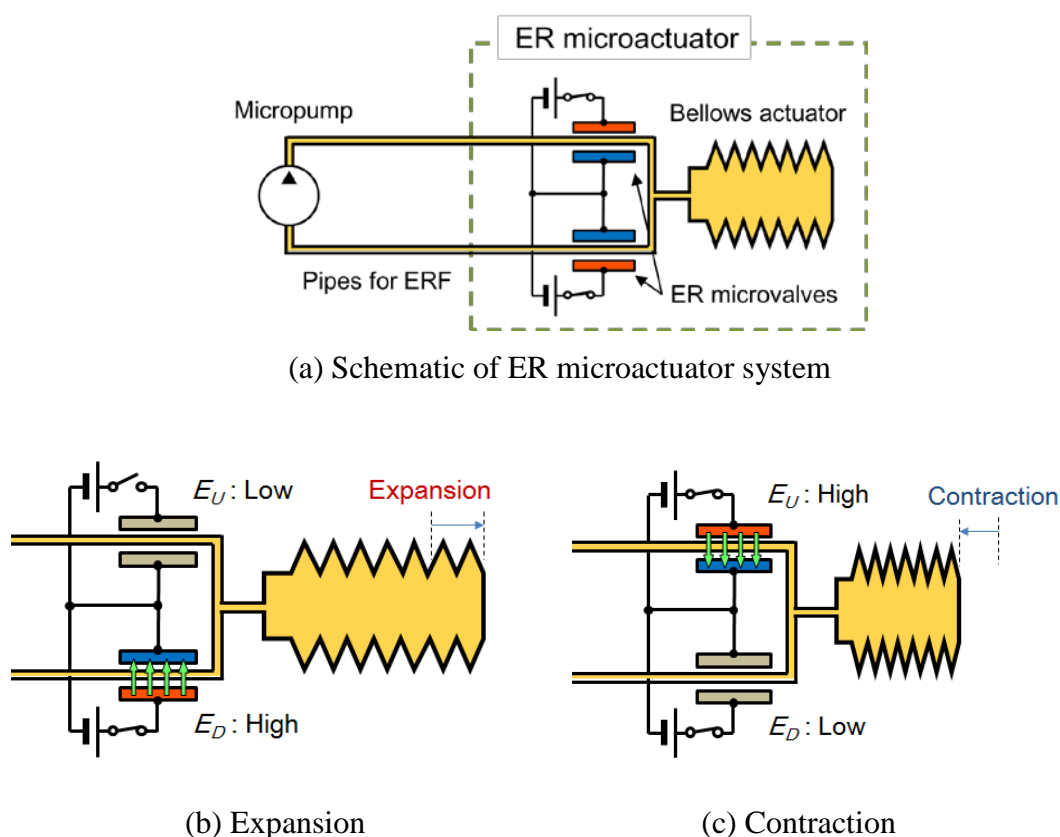 ER microactuator
Micropump
Bellows actuator
Pipes for ERF
ER microvalves
(a) Schematic of ER microactuator system
E_U : Low
Expansion
E_D : High
(b) Expansion
E_U : High
Contraction
E_D : Low
(c) Contraction